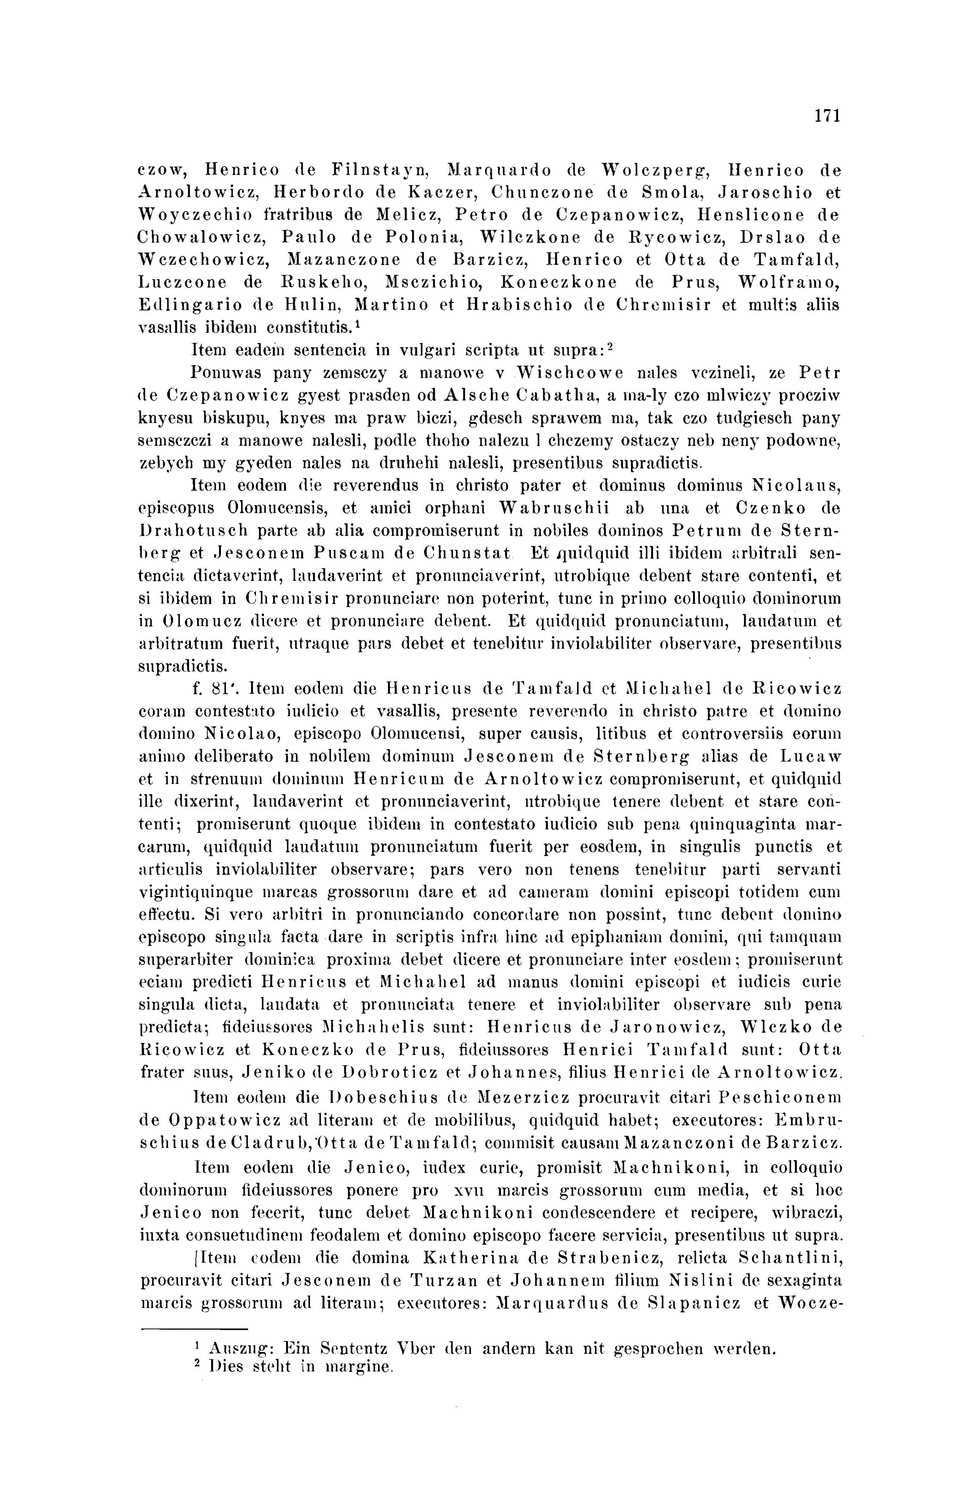 171
czow, Henrico de Filnstayn, Marquardo de Wolczperg, Henrico de
Arnoltowicz, Herbordo de Kaczer, Chunczone de Smola, Jaroschio et
Woyczechio fratribus de Melicz, Petro de Czepanowicz, Henslicone de
Chowalowicz, Paulo de Polonia, Wilczkone de Rycowicz, Drslao de
Wczechowicz, Mazanczone de Barzicz, Henrico et Otta de Tamfald,
Luczcone de Ruskeho, Msczichio, Koneczkone de Prus, Wolframo,
Edlingario de Hulin, Martino et Hrabischio de Chremisir et multis aliis
vasallis ibidem constitutis.¹
Item eadem sentencia in vulgari scripta ut supra:²
Ponuwas pany zemsczy a manowe v Wischcowe nales vczineli, ze Petr
de Czepanowicz gyest prasden od Alsche Cabatha, a ma-ly czo mlwiczy procziw
knyesu biskupu, knyes ma praw biczi, gdesch sprawem ma, tak czo tudgiesch pany
semsczczi a manowe nalesli, podle thoho nalezu l chczemy ostaczy neb neny podowne,
zebych my gyeden nales na druhehi nalesli, presentibus supradictis.
Item eodem die reverendus in christo pater et dominus dominus Nicolaus,
episcopus Olomucensis, et amici orphani Wabruschii ab una et Czenko de
Drahotusch parte ab alia compromiserunt in nobiles dominos Petrum de Stern-
berg et Jesconem Puscam de Chunstat Et quidquid illi ibidem arbitrali sen-
tencia dictaverint, laudaverint et pronunciaverint, utrobique debent stare contenti, et
si ibidem in Chremisir pronunciare non poterint, tunc in primo colloquio dominorum
in Olomucz dicere et pronunciare debent. Et quidquid pronunciatum, laudatum et
arbitratum fuerit, utraque pars debet et tenebitur inviolabiliter observare, presentibus
supradictis.
f. 81'. Item eodem die Henricus de Tamfald et Michahel de Ricowicz
coram contestato iudicio et vasallis, presente reverendo in christo patre et domino
domino Nicolao, episcopo Olomucensi, super causis, litibus et controversiis eorum
animo deliberato in nobilem dominum Jesconem de Sternberg alias de Lucaw
et in strenuum dominum Henricum de Arnoltowicz compromiserunt, et quidquid
ille dixerint, laudaverint et pronunciaverint, utrobique tenere debent et stare con-
tenti; promiserunt quoque ibidem in contestato iudicio sub pena quinquaginta mar-
carum, quidquid laudatum pronunciatum fuerit per eosdem, in singulis punctis et
articulis inviolabiliter observare; pars vero non tenens tenebitur parti servanti
vigintiquinque marcas grossorum dare et ad cameram domini episcopi totidem cum
effectu. Si vero arbitri in pronunciando concordare non possint, tunc debent domino
episcopo singula facta dare in scriptis infra hinc ad epiphaniam domini, qui tamquam
superarbiter dominica proxima debet dicere et pronunciare inter eosdem; promiserunt
eciam predicti Henricus et Michahel ad manus domini episcopi et iudicis curie
singula dicta, laudata et pronunciata tenere et inviolabiliter observare sub pena
predicta; fideiussores Michahelis sunt: Henricus de Jaronowicz, Wlczko de
Ricowicz et Koneczko de Prus, fideiussores Henrici Tamfald sunt: Otta
frater suus, Jeniko de Dobroticz et Johannes, filius Henrici de Arnoltowicz.
Item eodem die Dobeschius de Mezerzicz procuravit citari Peschiconem
de Oppatowicz ad literam et de mobilibus, quidquid habet; executores: Embru-
schius de Cladrub, Otta de Tamfald; commisit causam Mazanczoni de Barzicz.
Item eodem die Jenico, iudex curie, promisit Machnikoni, in colloquio
dominorum fideiussores ponere pro xvii marcis grossorum cum media, et si hoc
Jenico non fecerit, tunc debet Machnikoni condescendere et recipere, wibraczi,
iuxta consuetudinem feodalem et domino episcopo facere servicia, presentibus ut supra.
[Item eodem die domina Katherina de Strabenicz, relicta Schantlini,
procuravit citari Jesconem de Turzan et Johannem filium Nislini de sexaginta
marcis grossorum ad literam; executores: Marquardus de Slapanicz et Wocze-
¹ Auszug: Ein Sententz Vber den andern kan nit gesprochen werden.
² Dies steht in margine.